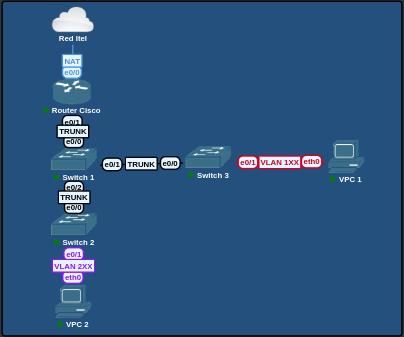 Red Itel
NAT
e0/0
Router Cisco
e0/1
TRUNK
e0/0
Switch 1
e0/1 TRUNK e0/0
Switch 3
e0/1 VLAN 1XX eth0
VPC 1
e0/2
TRUNK
e0/0
Switch 2
e0/1
VLAN 2XX
eth0
VPC 2